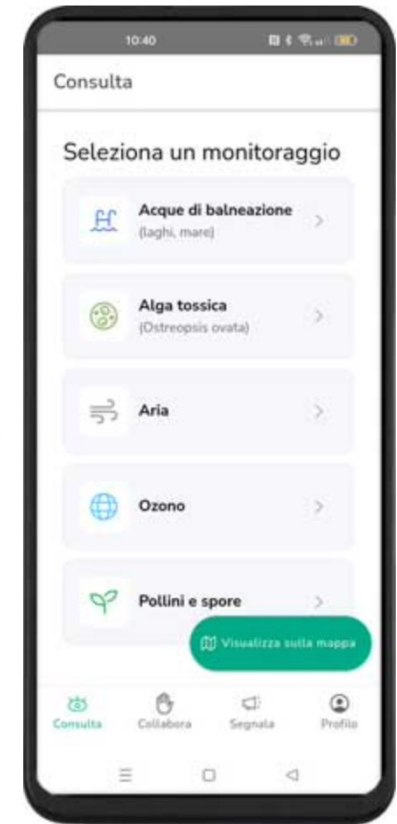 10:40
Consulta
Seleziona un monitoraggio
Acque di balneazione
(laghi, mare)
Alga tossica
(Ostreopsis ovata)
Aria
Ozono
Pollini e spore
Visualizza sulla mappa
Consulta Collabora Segnala Profilo